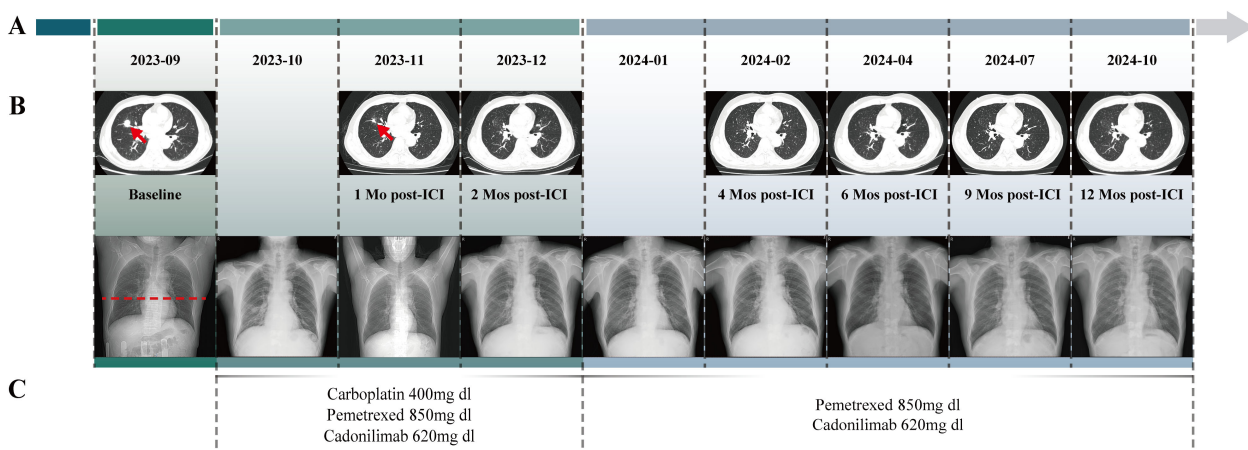 A
2023-09 2023-10 2023-11 2023-12 2024-01 2024-02 2024-04 2024-07 2024-10
B
Baseline 1 Mo post-ICI 2 Mos post-ICI 4 Mos post-ICI 6 Mos post-ICI 9 Mos post-ICI 12 Mos post-ICI
C
Carboplatin 400mg dl
Pemetrexed 850mg dl
Cadonilimab 620mg dl
Pemetrexed 850mg dl
Cadonilimab 620mg dl